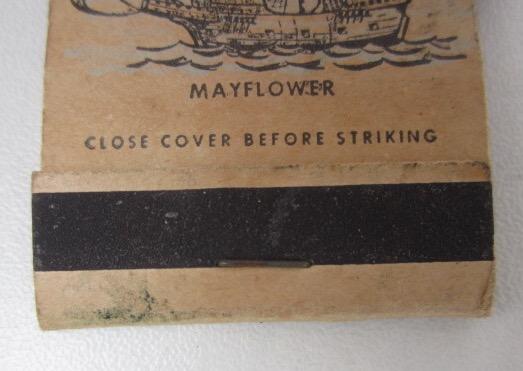 MAYFLOWER
CLOSE COVER BEFORE STRIKING